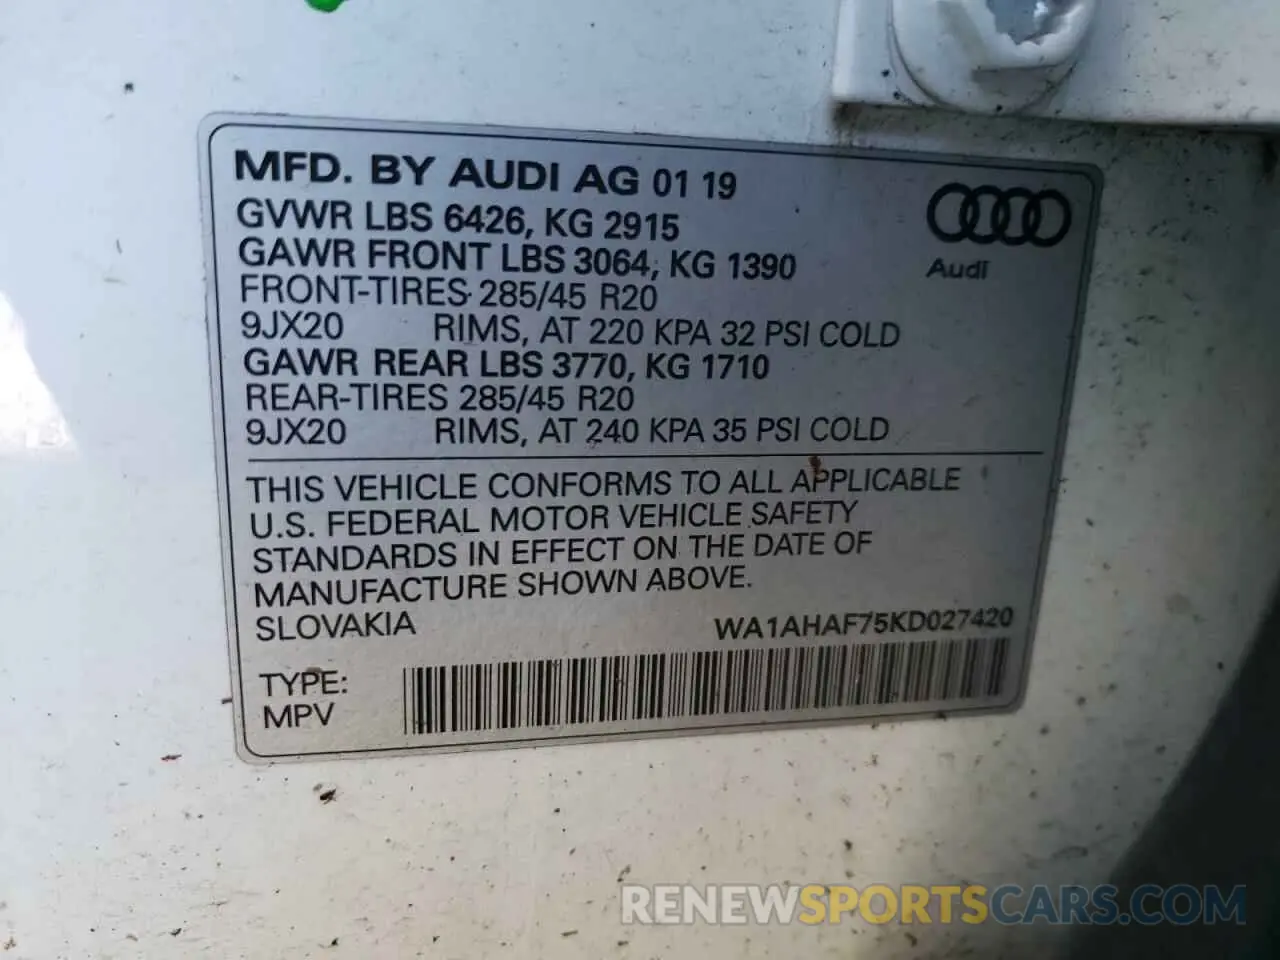 MFD. BY AUDI AG 01 19
GVWR LBS 6426, KG 2915
GAWR FRONT LBS 3064, KG 1390
FRONT-TIRES 285/45 R20
9JX20 RIMS, AT 220 KPA 32 PSI COLD
GAWR REAR LBS 3770, KG 1710
REAR-TIRES 285/45 R20
9JX20 RIMS, AT 240 KPA 35 PSI COLD
Audi
THIS VEHICLE CONFORMS TO ALL APPLICABLE
U.S. FEDERAL MOTOR VEHICLE SAFETY
STANDARDS IN EFFECT ON THE DATE OF
MANUFACTURE SHOWN ABOVE.
SLOVAKIA WA1AHAF75KD027420
TYPE:
MPV
RENEWSPORTSCARS.COM